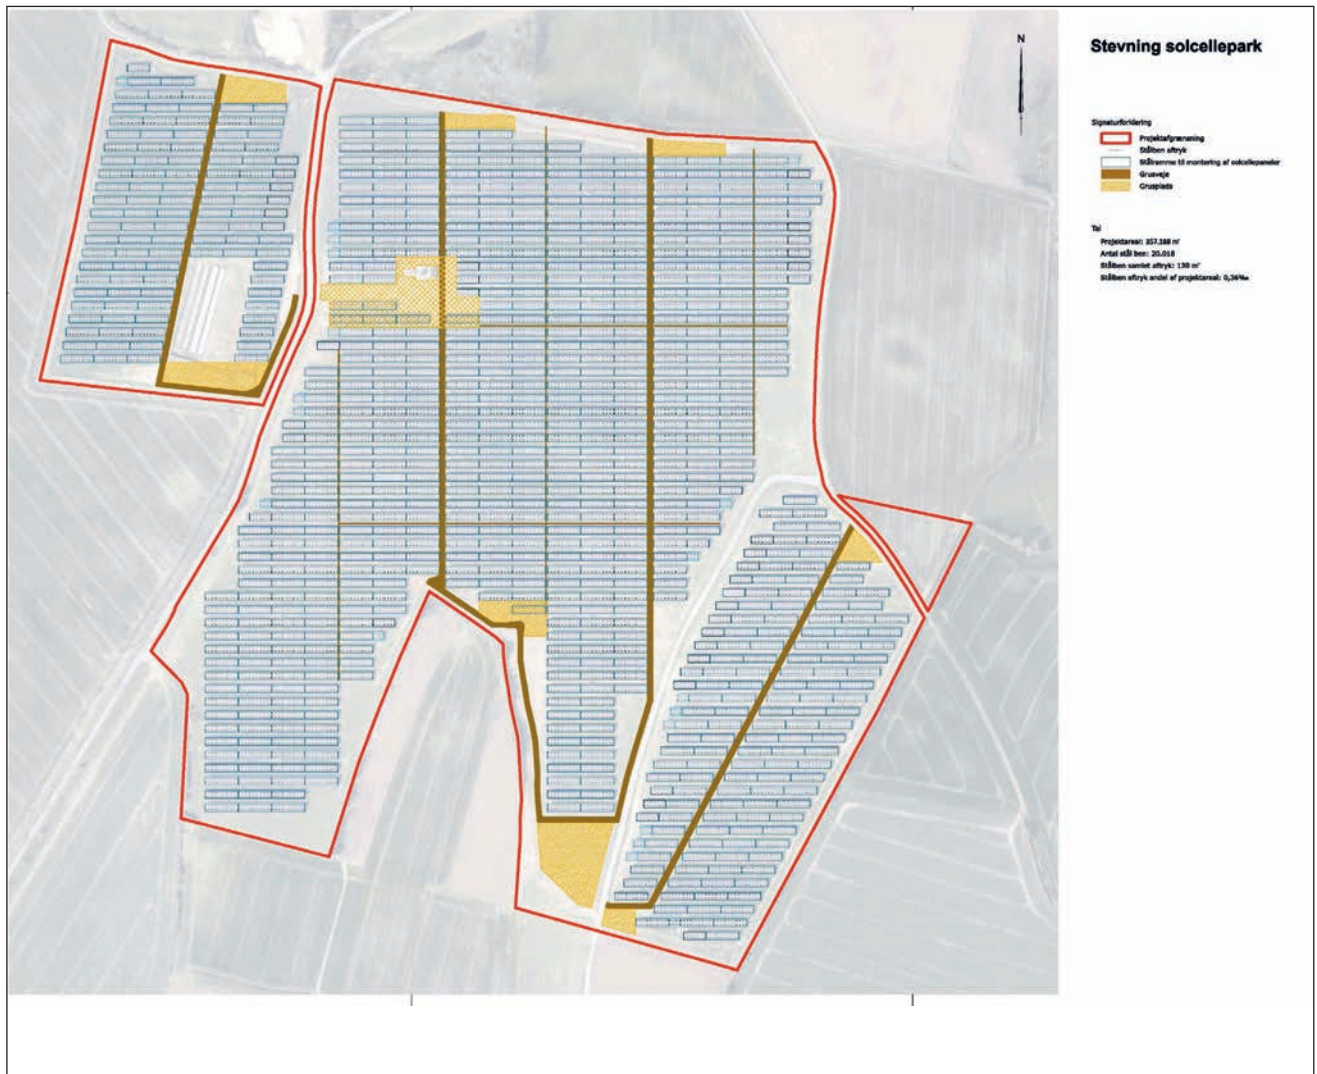 N
Stevning solcellepark
Signaturforklaring
Projektafgrænsning
Stålben aftryk
Stålramme til montering af solcellepaneler
Grusveje
Grusplads
Tal
Projektareal: 357.188 m²
Antal stål ben: 20.018
Stålben samlet aftryk: 130 m²
Stålben aftryk andel af projektareal: 0,36‰